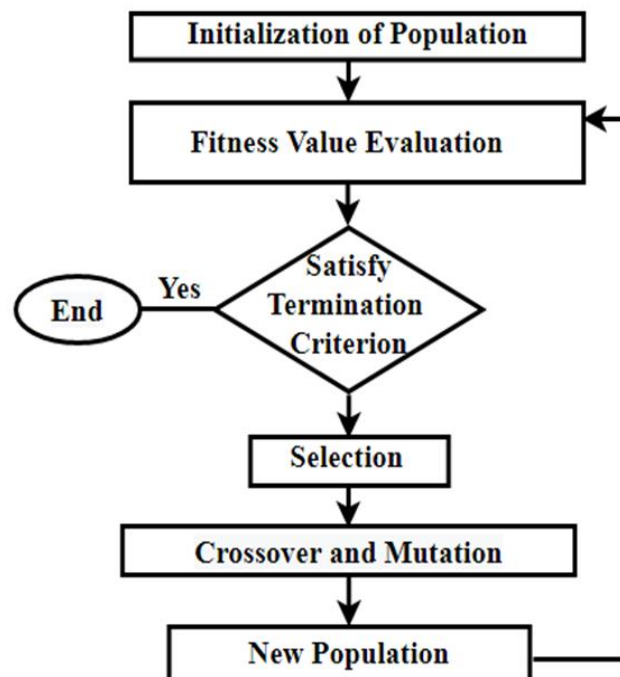 Initialization of Population
Fitness Value Evaluation
Satisfy
Termination
Criterion
Yes
End
Selection
Crossover and Mutation
New Population